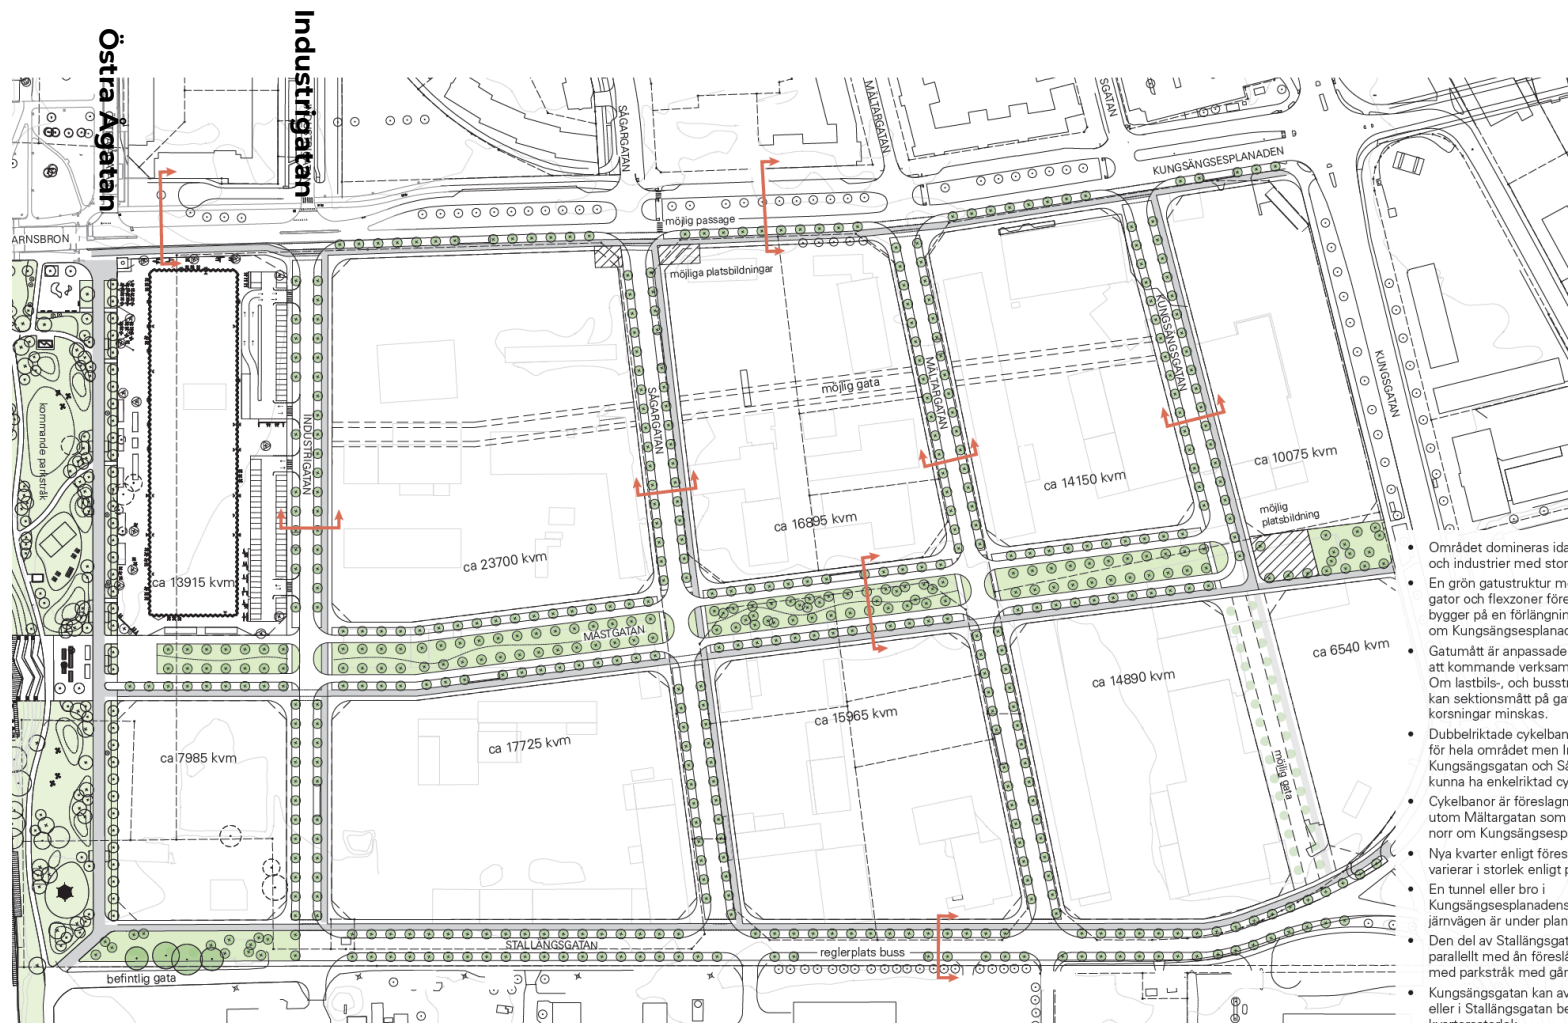 Östra Ågatan
Industrigatan
SÅGARGATAN
MÄLTARGATAN
SGATAN
KUNGSÄNGSESPLANADEN
ARNSBRON
möjlig passage
möjliga platsbildningar
kommande parkstråk
INDUSTRIGATAN
SÅGARGATAN
möjlig gata
MÄLTARGATAN
KUNGSÄNGSGATAN
KUNGSGATAN
ca 10075 kvm
ca 14150 kvm
ca 16895 kvm
ca 23700 kvm
ca 13915 kvm
möjlig
platsbildning
MASTGATAN
ca 6540 kvm
ca 14890 kvm
ca 15965 kvm
ca 17725 kvm
ca 7985 kvm
möjlig gata
STALLÄNGSGATAN
reglerplats buss
befintlig gata
• Området domineras ida
och industrier med stor
• En grön gatustruktur m
gator och flexzoner före
bygger på en förlängnin
om Kungsängsesplanad
• Gatumått är anpassade
att kommande verksam
Om lastbils-, och busstr
kan sektionsmått på ga
korsningar minskas.
• Dubbelriktade cykelban
för hela området men In
Kungsängsgatan och Så
kunna ha enkelriktad cy
• Cykelbanor är föreslagn
utom Mältargatan som
norr om Kungsängsesp
• Nya kvarter enligt föres
varierar i storlek enligt p
• En tunnel eller bro i
Kungsängsesplanadens
järnvägen är under plan
• Den del av Stallängsgat
parallellt med ån föreslå
med parkstråk med gån
• Kungsängsgatan kan av
eller i Stallängsgatan be